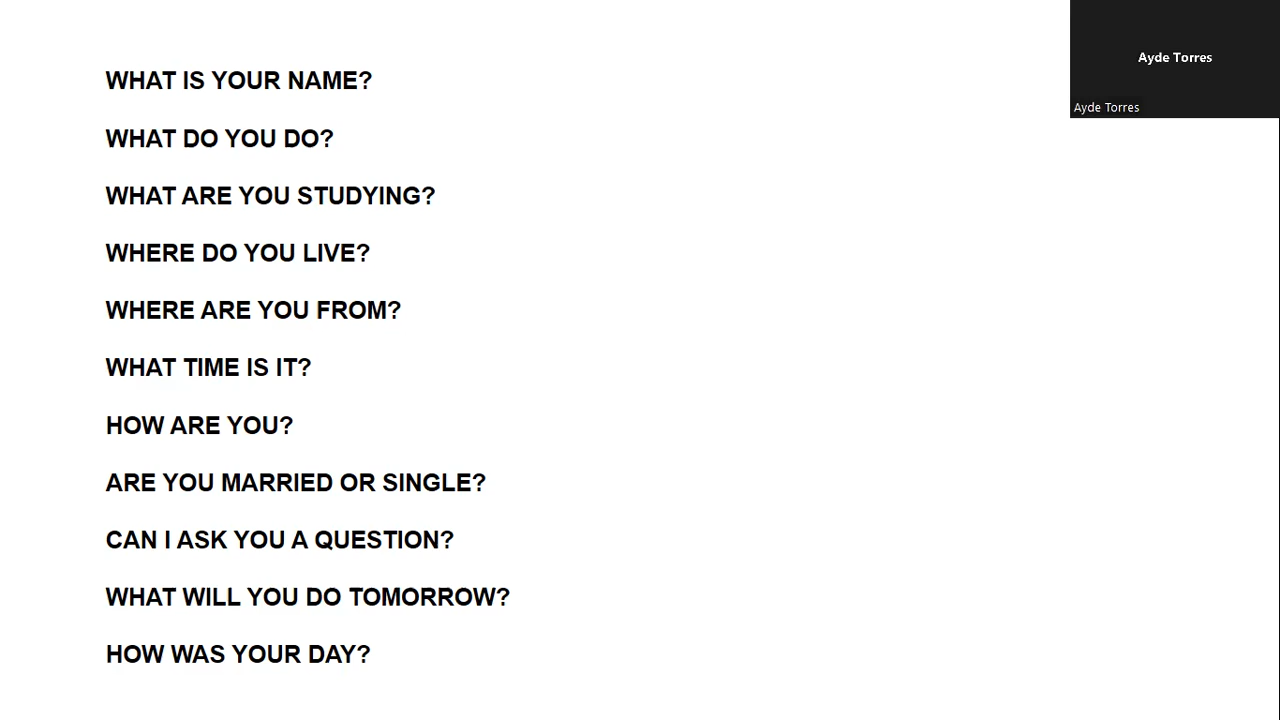 WHAT IS YOUR NAME?
WHAT DO YOU DO?
WHAT ARE YOU STUDYING?
WHERE DO YOU LIVE?
WHERE ARE YOU FROM?
WHAT TIME IS IT?
HOW ARE YOU?
ARE YOU MARRIED OR SINGLE?
CAN I ASK YOU A QUESTION?
WHAT WILL YOU DO TOMORROW?
HOW WAS YOUR DAY?
Ayde Torres
Ayde Torres